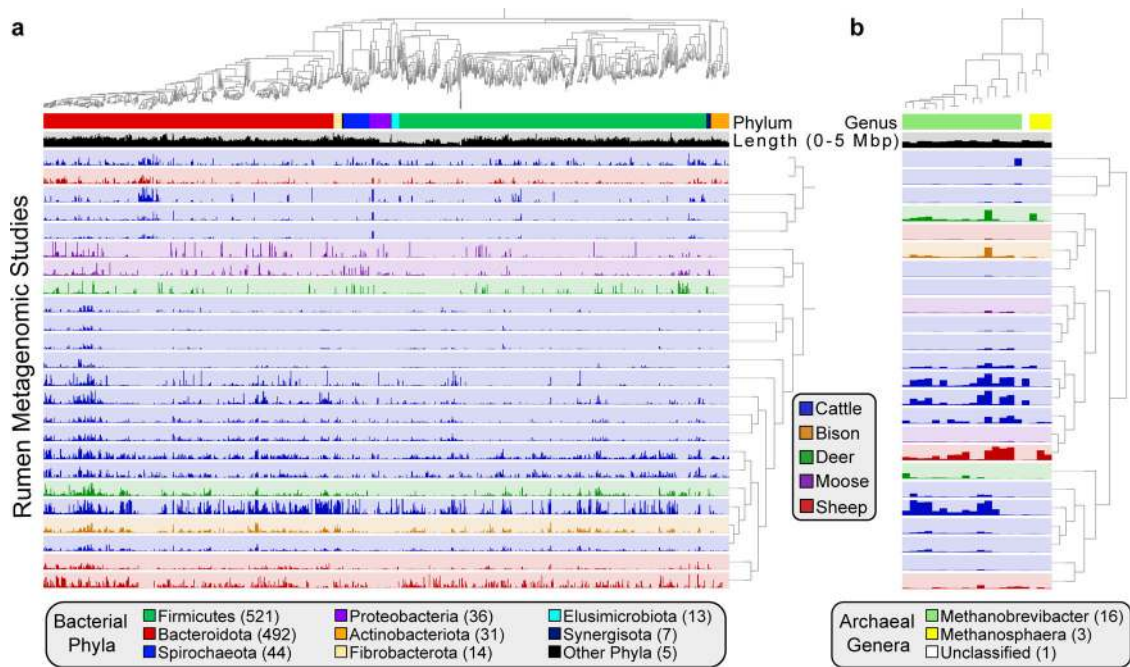 a
b
Phylum
Genus
Length (0-5 Mbp)
Rumen Metagenomic Studies
Cattle
Bison
Deer
Moose
Sheep
Bacterial Phyla
Firmicutes (521)
Proteobacteria (36)
Elusimicrobiota (13)
Bacteroidota (492)
Actinobacteriota (31)
Synergisota (7)
Spirochaeota (44)
Fibrobacterota (14)
Other Phyla (5)
Archaeal Genera
Methanobrevibacter (16)
Methanosphaera (3)
Unclassified (1)